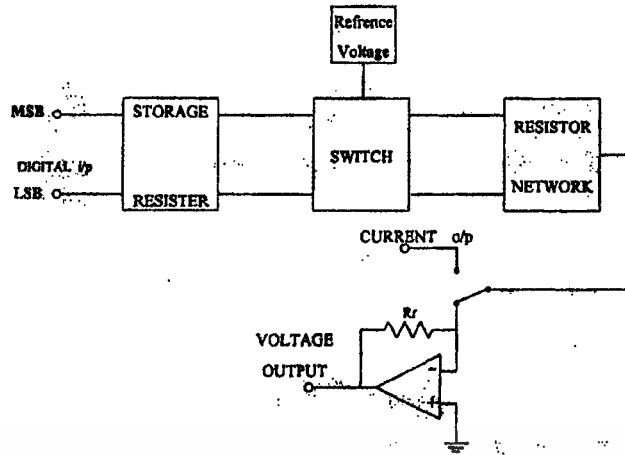 Refrence
Voltage
MSB
STORAGE
SWITCH
RESISTOR
DIGITAL i/p
LSB
RESISTER
NETWORK
CURRENT o/p
Rf
VOLTAGE
OUTPUT
−
+